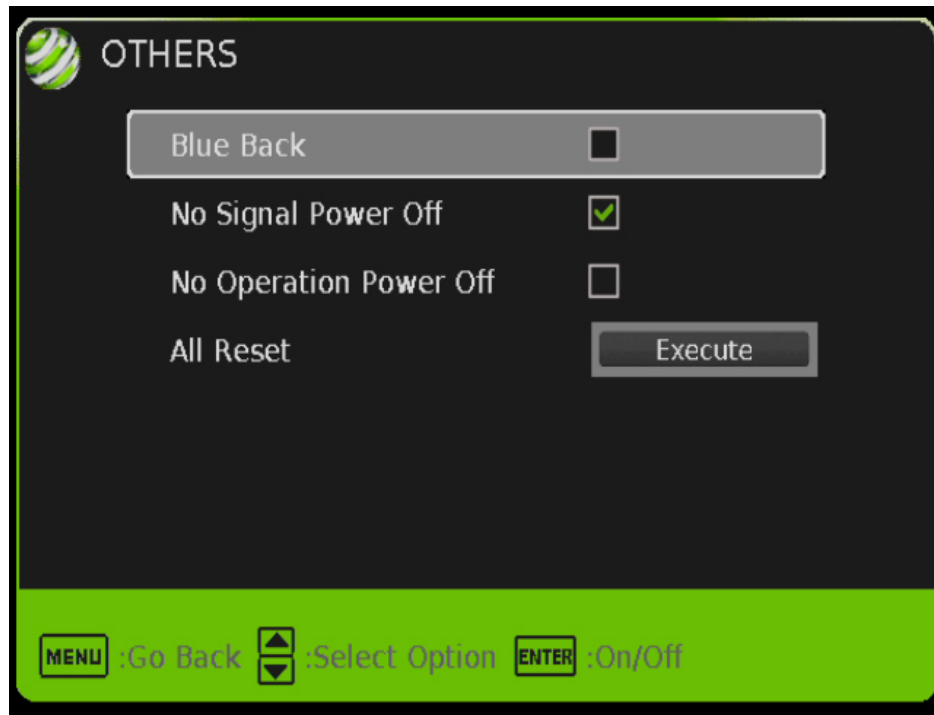 OTHERS
Blue Back
No Signal Power Off
No Operation Power Off
All Reset Execute
MENU :Go Back :Select Option ENTER :On/Off